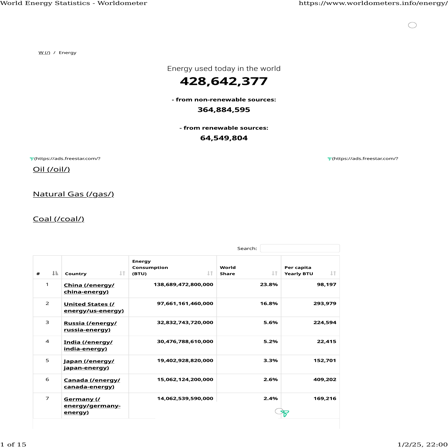 World Energy Statistics - Worldometer
https://www.worldometers.info/energy/
W(/) / Energy
Energy used today in the world
428,642,377
- from non-renewable sources:
364,884,595
- from renewable sources:
64,549,804
(https://ads.freestar.com/?
(https://ads.freestar.com/?
Oil (/oil/)
Natural Gas (/gas/)
Coal (/coal/)
Search:
# Country Energy Consumption (BTU) World Share Per capita Yearly BTU
1 China (/energy/ 138,689,472,800,000 23.8% 98,197
china-energy)
2 United States (/ 97,661,161,460,000 16.8% 293,979
energy/us-energy)
3 Russia (/energy/ 32,832,743,720,000 5.6% 224,594
russia-energy)
4 India (/energy/ 30,476,788,610,000 5.2% 22,415
india-energy)
5 Japan (/energy/ 19,402,928,820,000 3.3% 152,701
japan-energy)
6 Canada (/energy/ 15,062,124,200,000 2.6% 409,202
canada-energy)
7 Germany (/ 14,062,539,590,000 2.4% 169,216
energy/germany-
energy)
1 of 15
1/2/25, 22:00